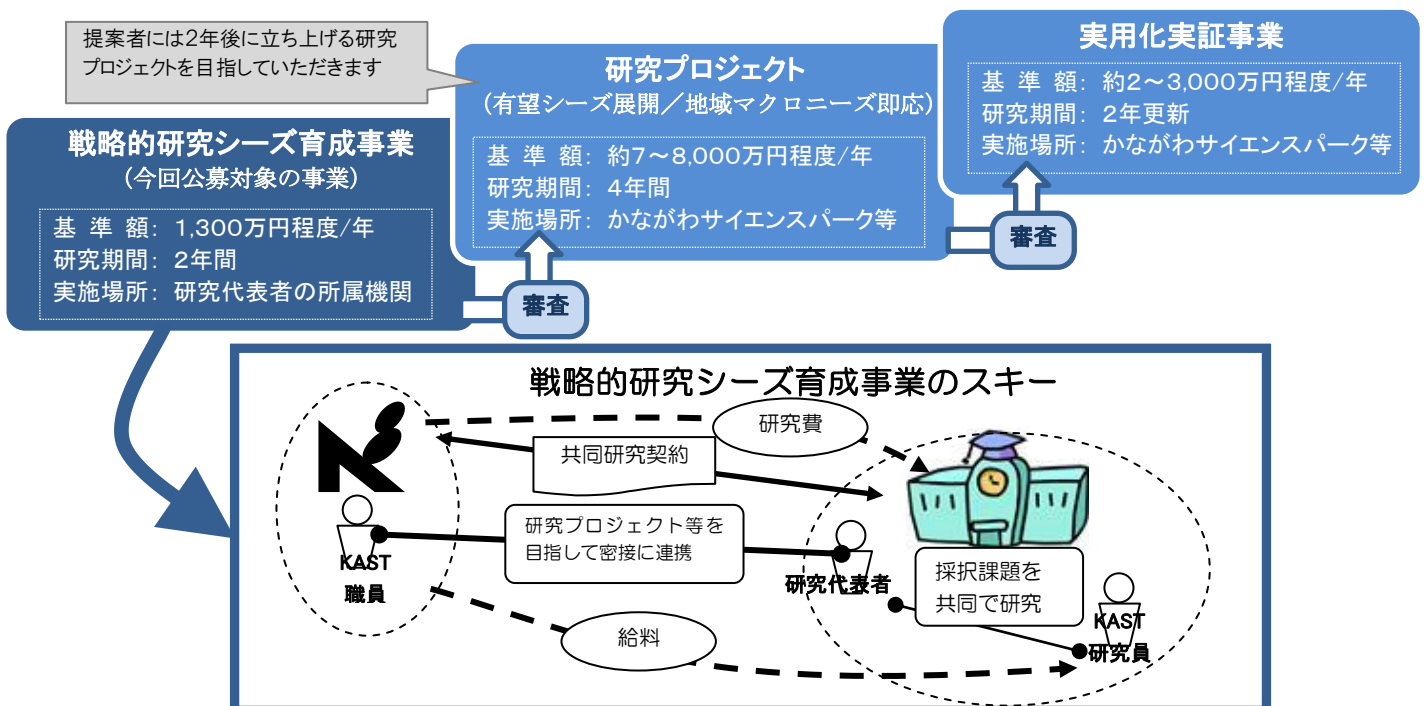 提案者には2年後に立ち上げる研究
プロジェクトを目指していただきます
戦略的研究シーズ育成事業
(今回公募対象の事業)
基 準 額: 1,300万円程度/年
研究期間: 2年間
実施場所: 研究代表者の所属機関
審査
研究プロジェクト
(有望シーズ展開/地域マクロニーズ即応)
基 準 額: 約7～8,000万円程度/年
研究期間: 4年間
実施場所: かながわサイエンスパーク等
審査
実用化実証事業
基 準 額: 約2～3,000万円程度/年
研究期間: 2年更新
実施場所: かながわサイエンスパーク等
戦略的研究シーズ育成事業のスキー
研究費
共同研究契約
研究プロジェクト等を
目指して密接に連携
KAST
職員
研究代表者
採択課題を
共同で研究
KAST
研究員
給料